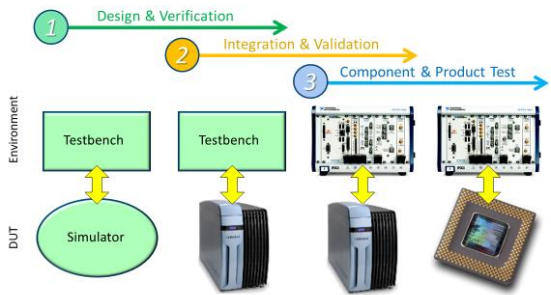 1
Design & Verification
2
Integration & Validation
3
Component & Product Test
Environment
Testbench
Testbench
DUT
Simulator